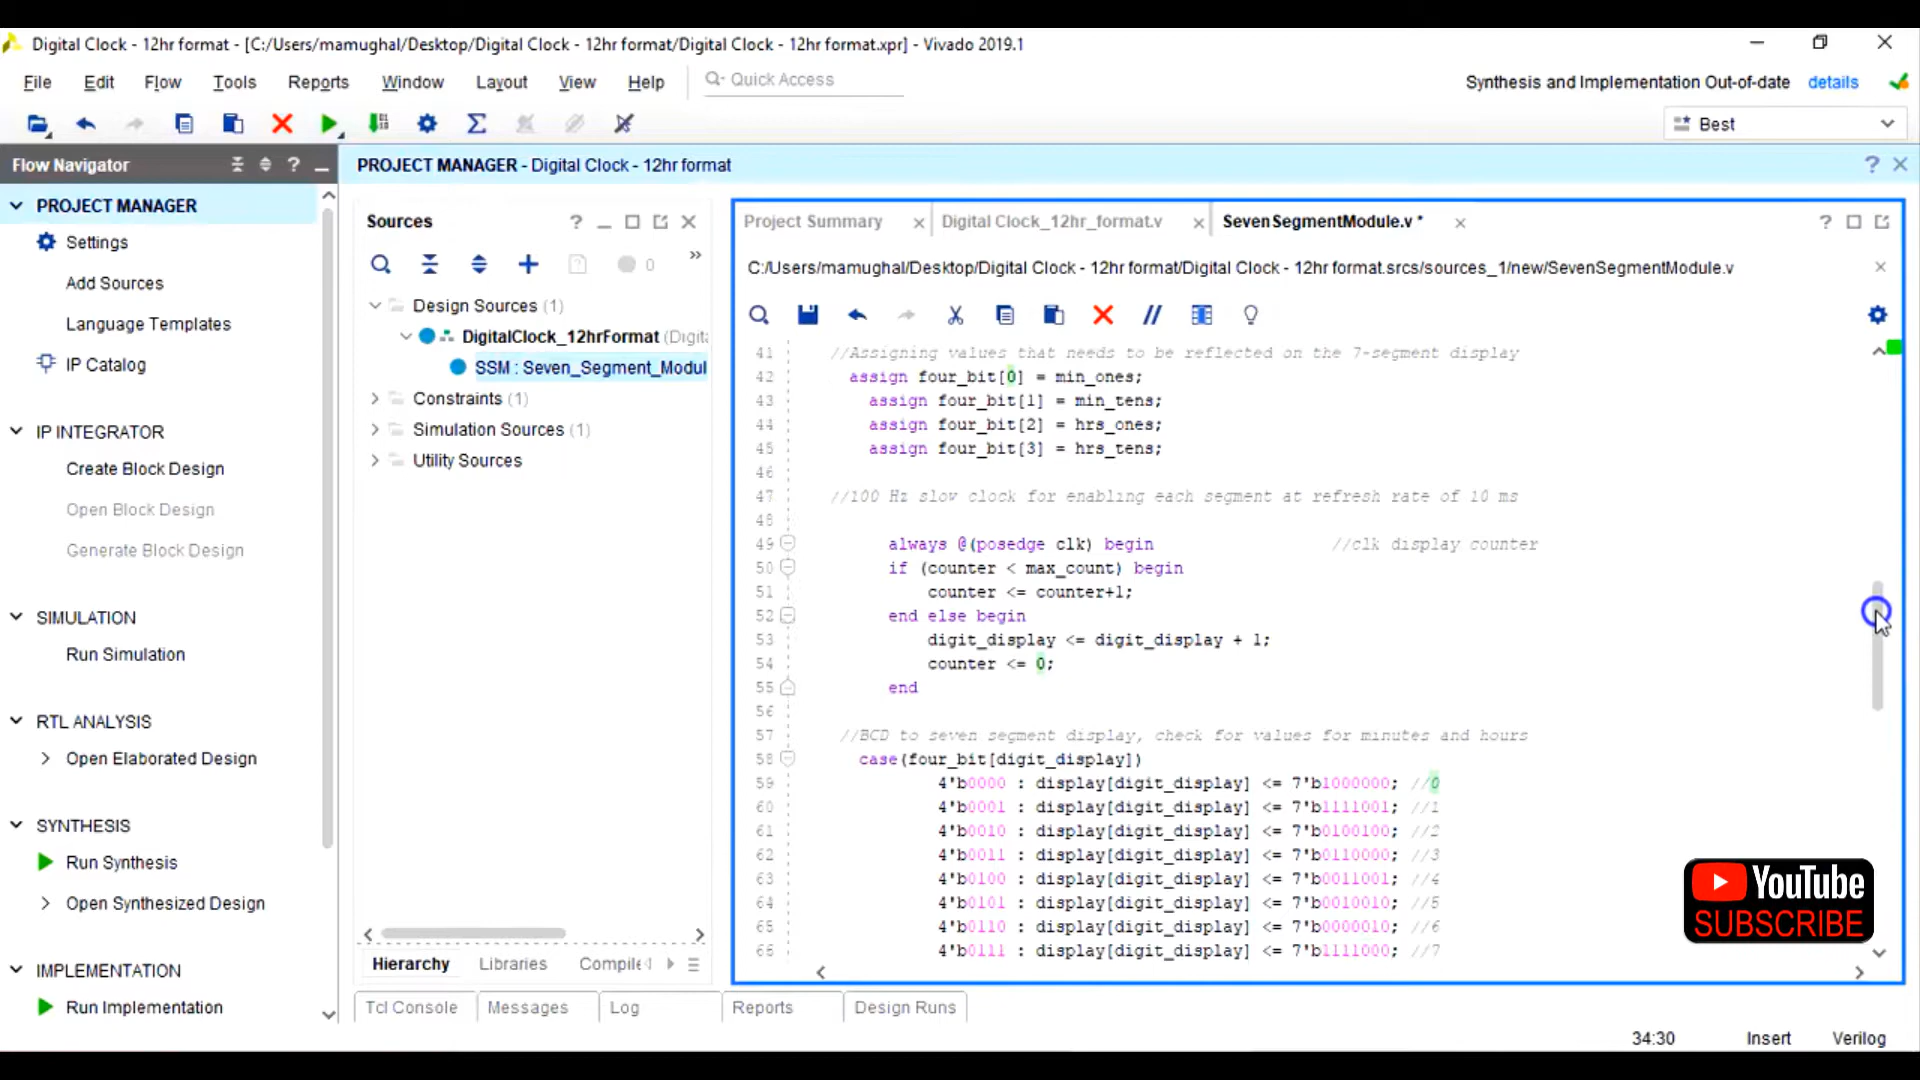 Digital Clock - 12hr format - [C:/Users/mamughal/Desktop/Digital Clock - 12hr format/Digital Clock - 12hr format.xpr] - Vivado 2019.1
File Edit Flow Tools Reports Window Layout View Help Quick Access
Synthesis and Implementation Out-of-date details
Best
Flow Navigator
PROJECT MANAGER - Digital Clock - 12hr format
PROJECT MANAGER
Settings
Add Sources
Language Templates
IP Catalog
IP INTEGRATOR
Create Block Design
Open Block Design
Generate Block Design
SIMULATION
Run Simulation
RTL ANALYSIS
Open Elaborated Design
SYNTHESIS
Run Synthesis
Open Synthesized Design
IMPLEMENTATION
Run Implementation
Sources
0
Design Sources (1)
DigitalClock_12hrFormat (Digita
SSM : Seven_Segment_Modul
Constraints (1)
Simulation Sources (1)
Utility Sources
Hierarchy Libraries Compile
Project Summary Digital Clock_12hr_format.v SevenSegmentModule.v *
C:/Users/mamughal/Desktop/Digital Clock - 12hr format/Digital Clock - 12hr format.srcs/sources_1/new/SevenSegmentModule.v
41 //Assigning values that needs to be reflected on the 7-segment display
42 assign four_bit[0] = min_ones;
43 assign four_bit[1] = min_tens;
44 assign four_bit[2] = hrs_ones;
45 assign four_bit[3] = hrs_tens;
46
47 //100 Hz slow clock for enabling each segment at refresh rate of 10 ms
48
49 always @(posedge clk) begin //clk display counter
50 if (counter < max_count) begin
51 counter <= counter+1;
52 end else begin
53 digit_display <= digit_display + 1;
54 counter <= 0;
55 end
56
57 //BCD to seven segment display, check for values for minutes and hours
58 case(four_bit[digit_display])
59 4'b0000 : display[digit_display] <= 7'b1000000; //0
60 4'b0001 : display[digit_display] <= 7'b1111001; //1
61 4'b0010 : display[digit_display] <= 7'b0100100; //2
62 4'b0011 : display[digit_display] <= 7'b0110000; //3
63 4'b0100 : display[digit_display] <= 7'b0011001; //4
64 4'b0101 : display[digit_display] <= 7'b0010010; //5
65 4'b0110 : display[digit_display] <= 7'b0000010; //6
66 4'b0111 : display[digit_display] <= 7'b1111000; //7
YouTube
SUBSCRIBE
Tcl Console Messages Log Reports Design Runs
34:30 Insert Verilog